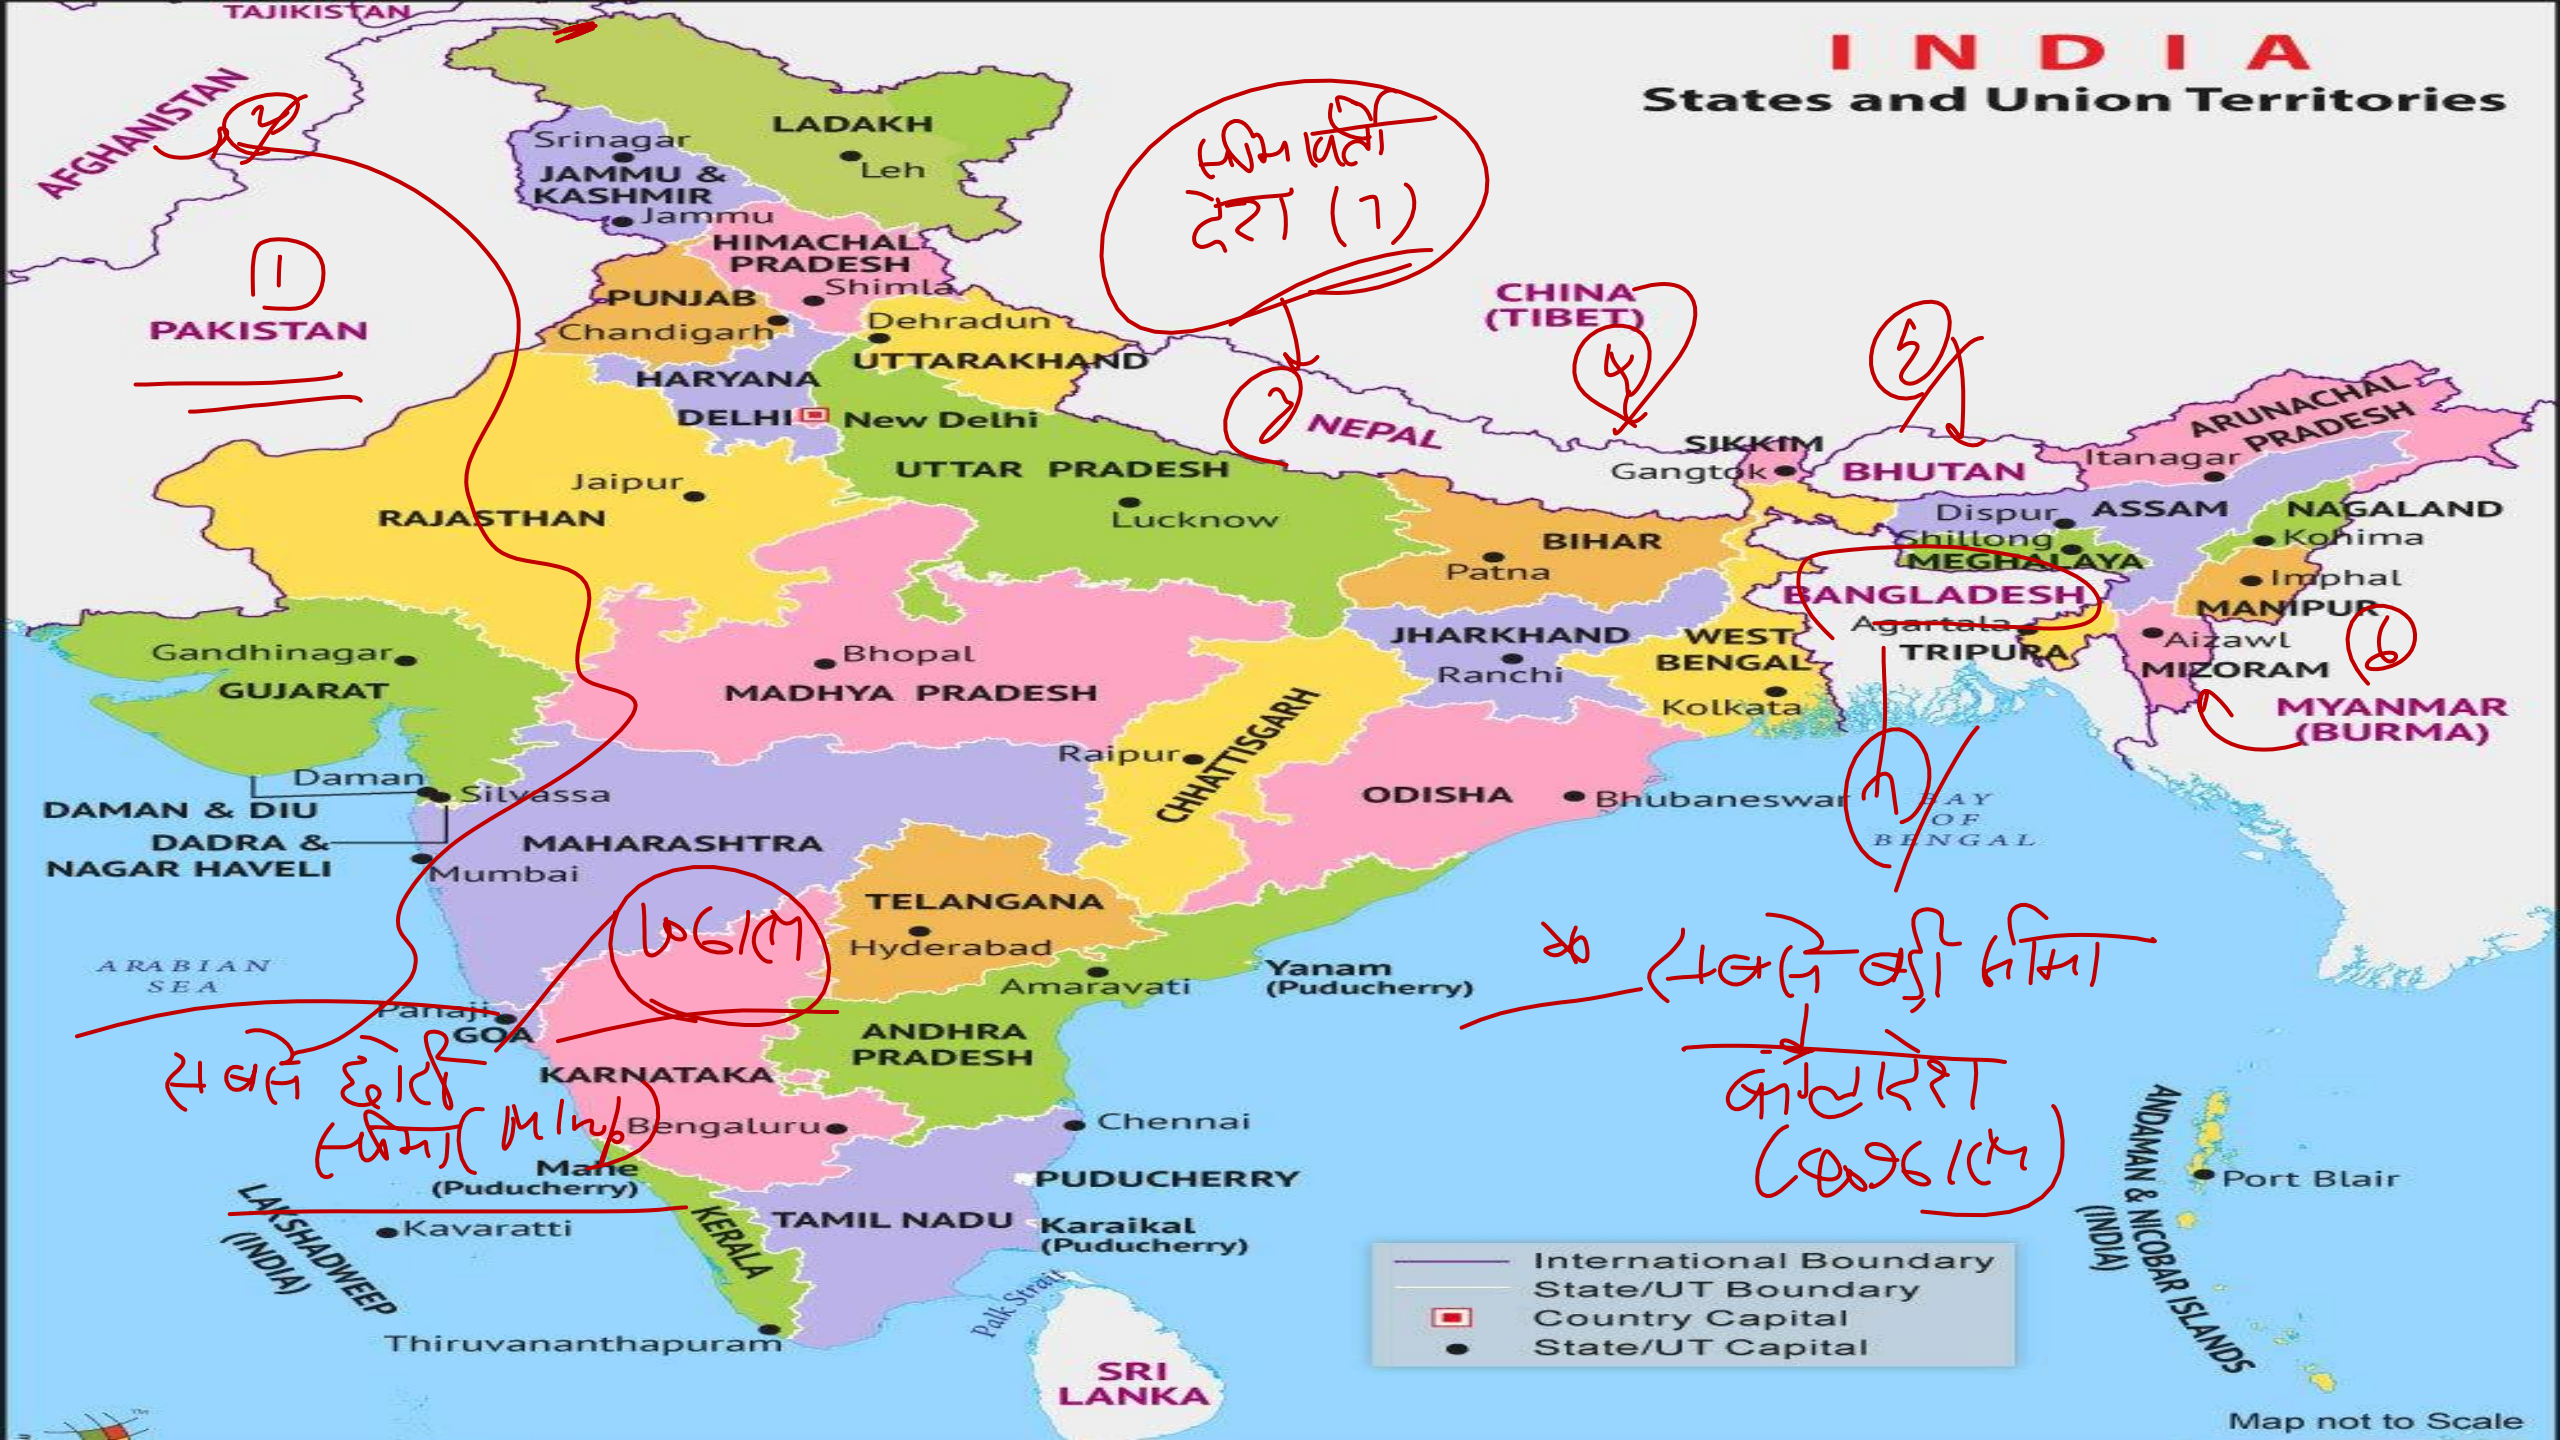 TAJIKISTAN
INDIA
States and Union Territories
AFGHANISTAN
LADAKH
Leh
Srinagar
JAMMU &
KASHMIR
Jammu
सीमावर्ती
देश (7)
HIMACHAL
PRADESH
Shimla
1
PAKISTAN
PUNJAB
Chandigarh
Dehradun
UTTARAKHAND
CHINA
(TIBET)
4
5
HARYANA
DELHI
New Delhi
NEPAL
SIKKIM
Gangtok
BHUTAN
ARUNACHAL
PRADESH
Itanagar
UTTAR PRADESH
Lucknow
Jaipur
RAJASTHAN
BIHAR
Patna
Dispur
ASSAM
NAGALAND
Kohima
Shillong
MEGHALAYA
BANGLADESH
Imphal
MANIPUR
6
Agartala
TRIPURA
Aizawl
MIZORAM
MYANMAR
(BURMA)
Gandhinagar
GUJARAT
Bhopal
MADHYA PRADESH
JHARKHAND
Ranchi
WEST
BENGAL
Kolkata
Raipur
CHHATTISGARH
ODISHA
Bhubaneswar
BAY
OF
BENGAL
Daman
Silvassa
DAMAN & DIU
DADRA &
NAGAR HAVELI
MAHARASHTRA
Mumbai
TELANGANA
Hyderabad
ARABIAN
SEA
Panaji
GOA
Amaravati
Yanam
(Puducherry)
सबसे बड़ी सीमा
बांग्लादेश
ANDHRA
PRADESH
KARNATAKA
Bengaluru
सबसे छोटी
सीमा
Chennai
Mahe
(Puducherry)
PUDUCHERRY
LAKSHADWEEP
(INDIA)
Kavaratti
KERALA
TAMIL NADU
Karaikal
(Puducherry)
ANDAMAN & NICOBAR ISLANDS
(INDIA)
Port Blair
Thiruvananthapuram
Palk Strait
SRI
LANKA
International Boundary
State/UT Boundary
Country Capital
State/UT Capital
Map not to Scale